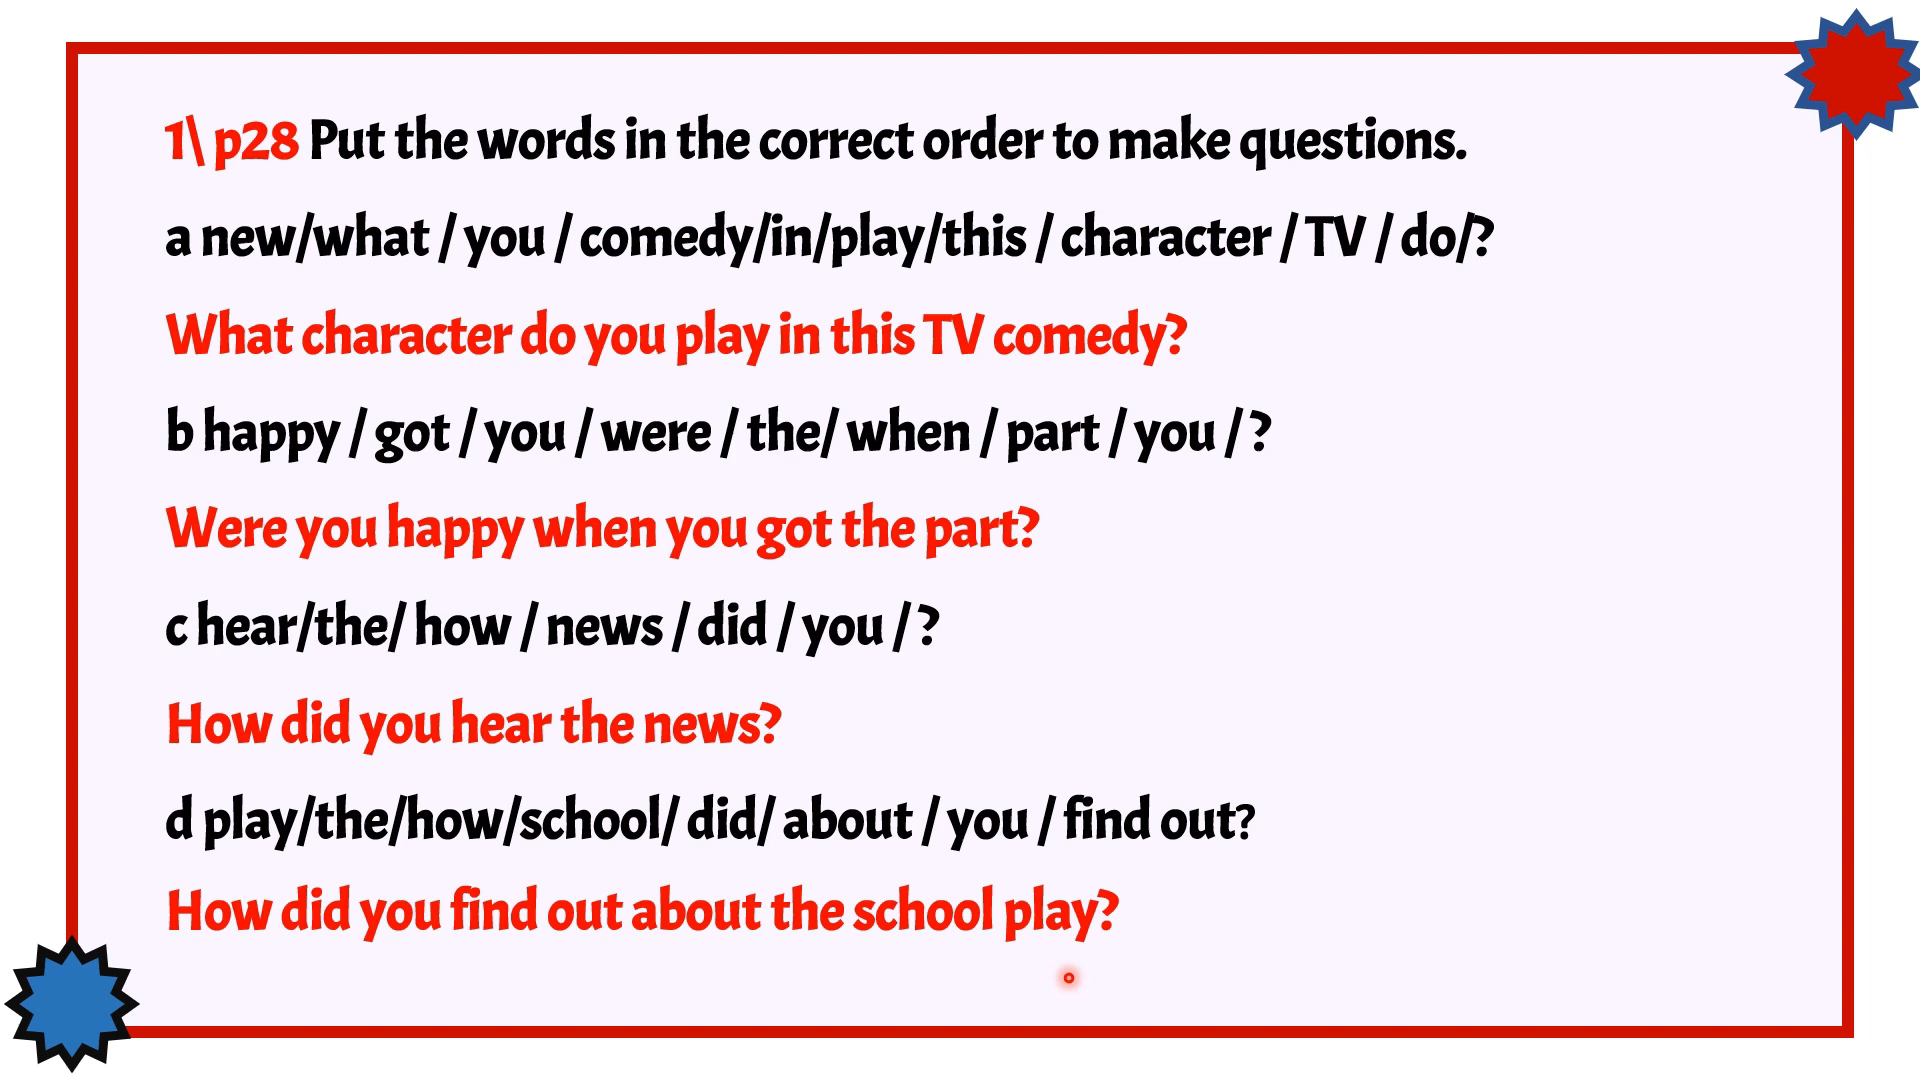 1\ p28 Put the words in the correct order to make questions.
a new/what / you / comedy/in/play/this / character / TV / do/?
What character do you play in this TV comedy?
b happy / got / you / were / the/ when / part / you / ?
Were you happy when you got the part?
c hear/the/ how / news / did / you / ?
How did you hear the news?
d play/the/how/school/ did/ about / you / find out?
How did you find out about the school play?